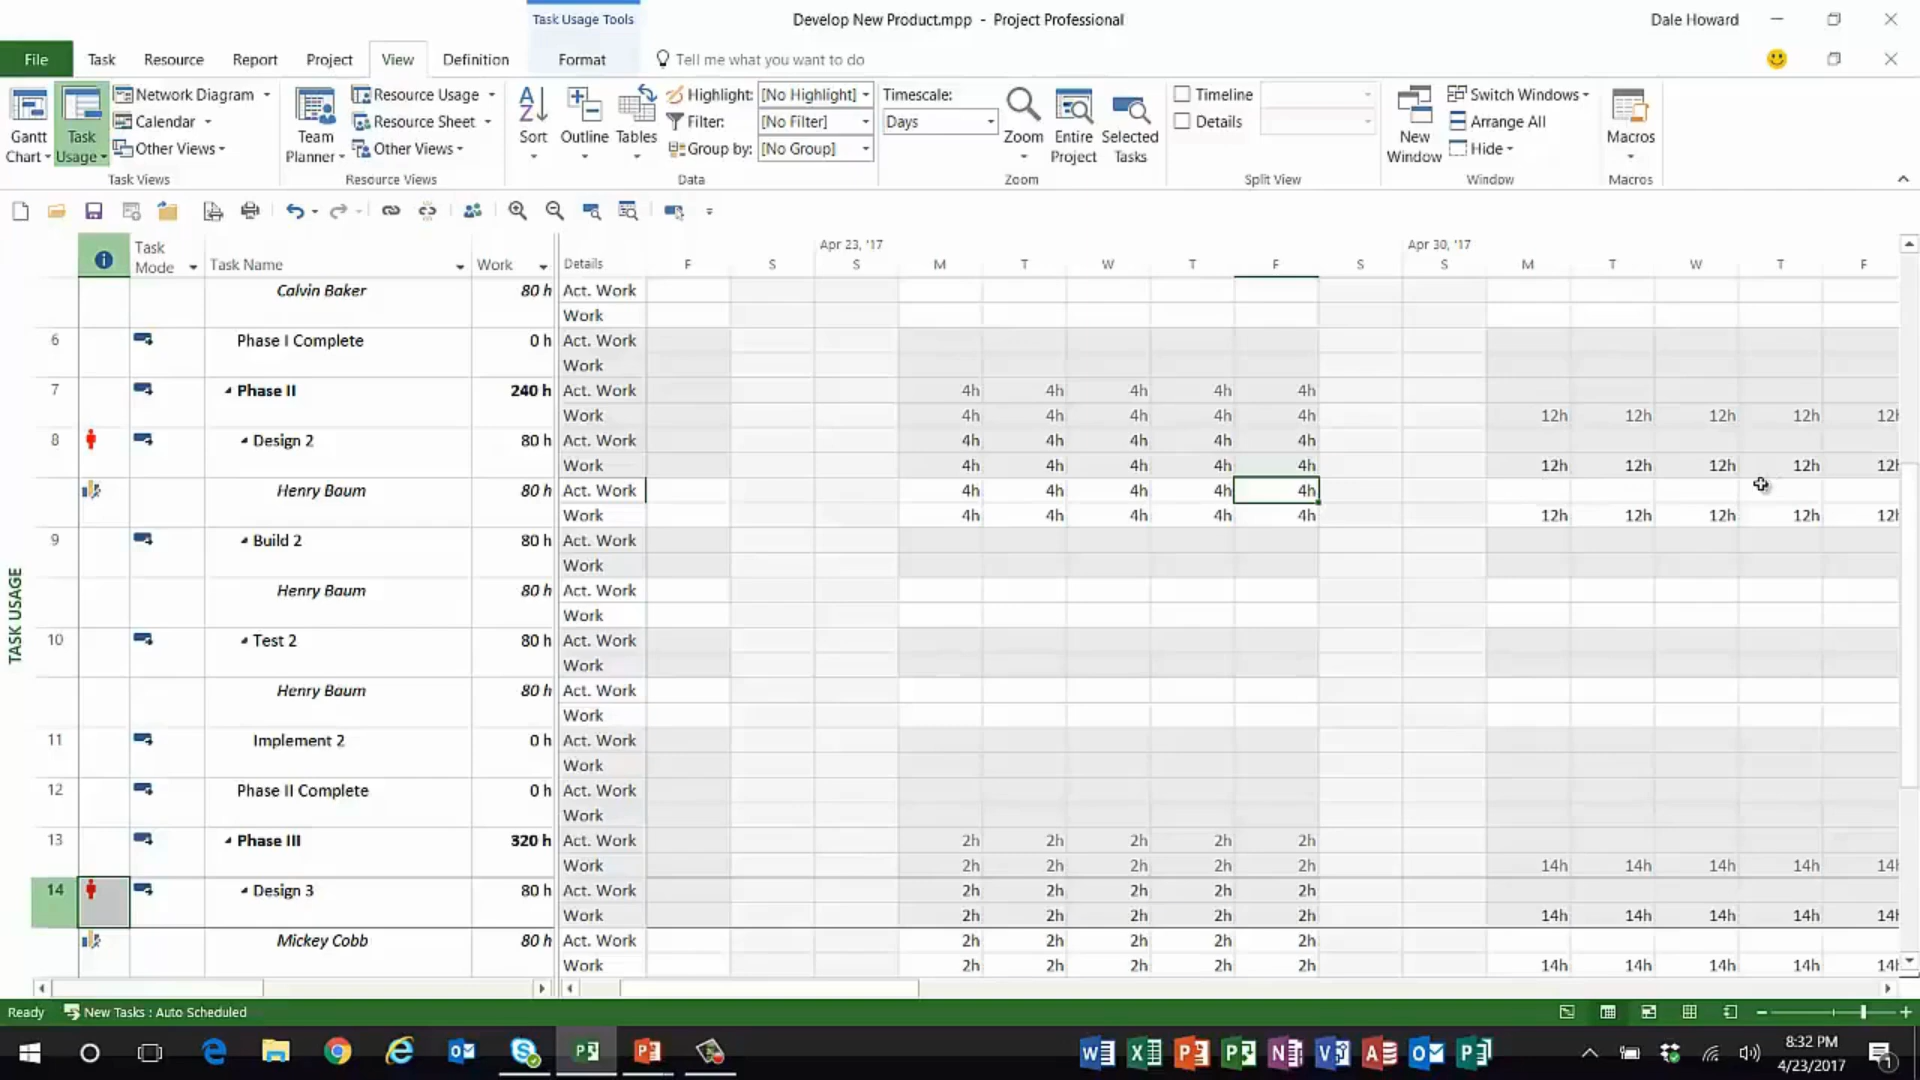 Task Usage Tools
Develop New Product.mpp - Project Professional
Dale Howard
File Task Resource Report Project View Definition Format Tell me what you want to do
Gantt Chart
Task Usage
Network Diagram
Calendar
Other Views
Task Views
Team Planner
Resource Usage
Resource Sheet
Other Views
Resource Views
Sort
Outline
Tables
Highlight: [No Highlight]
Filter: [No Filter]
Group by: [No Group]
Data
Timescale:
Days
Zoom
Entire Project
Selected Tasks
Zoom
Timeline
Details
Split View
New Window
Switch Windows
Arrange All
Hide
Window
Macros
Macros
Apr 23, '17 Apr 30, '17
Task Mode Task Name Work Details F S S M T W T F S S M T W T F
Calvin Baker 80 h Act. Work
Work
6 Phase I Complete 0 h Act. Work
Work
7 Phase II 240 h Act. Work 4h 4h 4h 4h 4h
Work 4h 4h 4h 4h 4h 12h 12h 12h 12h 12h
8 Design 2 80 h Act. Work 4h 4h 4h 4h 4h
Work 4h 4h 4h 4h 4h 12h 12h 12h 12h 12h
Henry Baum 80 h Act. Work 4h 4h 4h 4h 4h
Work 4h 4h 4h 4h 4h 12h 12h 12h 12h 12h
9 Build 2 80 h Act. Work
Work
Henry Baum 80 h Act. Work
Work
10 Test 2 80 h Act. Work
Work
Henry Baum 80 h Act. Work
Work
11 Implement 2 0 h Act. Work
Work
12 Phase II Complete 0 h Act. Work
Work
13 Phase III 320 h Act. Work 2h 2h 2h 2h 2h
Work 2h 2h 2h 2h 2h 14h 14h 14h 14h 14h
14 Design 3 80 h Act. Work 2h 2h 2h 2h 2h
Work 2h 2h 2h 2h 2h 14h 14h 14h 14h 14h
Mickey Cobb 80 h Act. Work 2h 2h 2h 2h 2h
Work 2h 2h 2h 2h 2h 14h 14h 14h 14h 14h
TASK USAGE
Ready New Tasks : Auto Scheduled
8:32 PM
4/23/2017